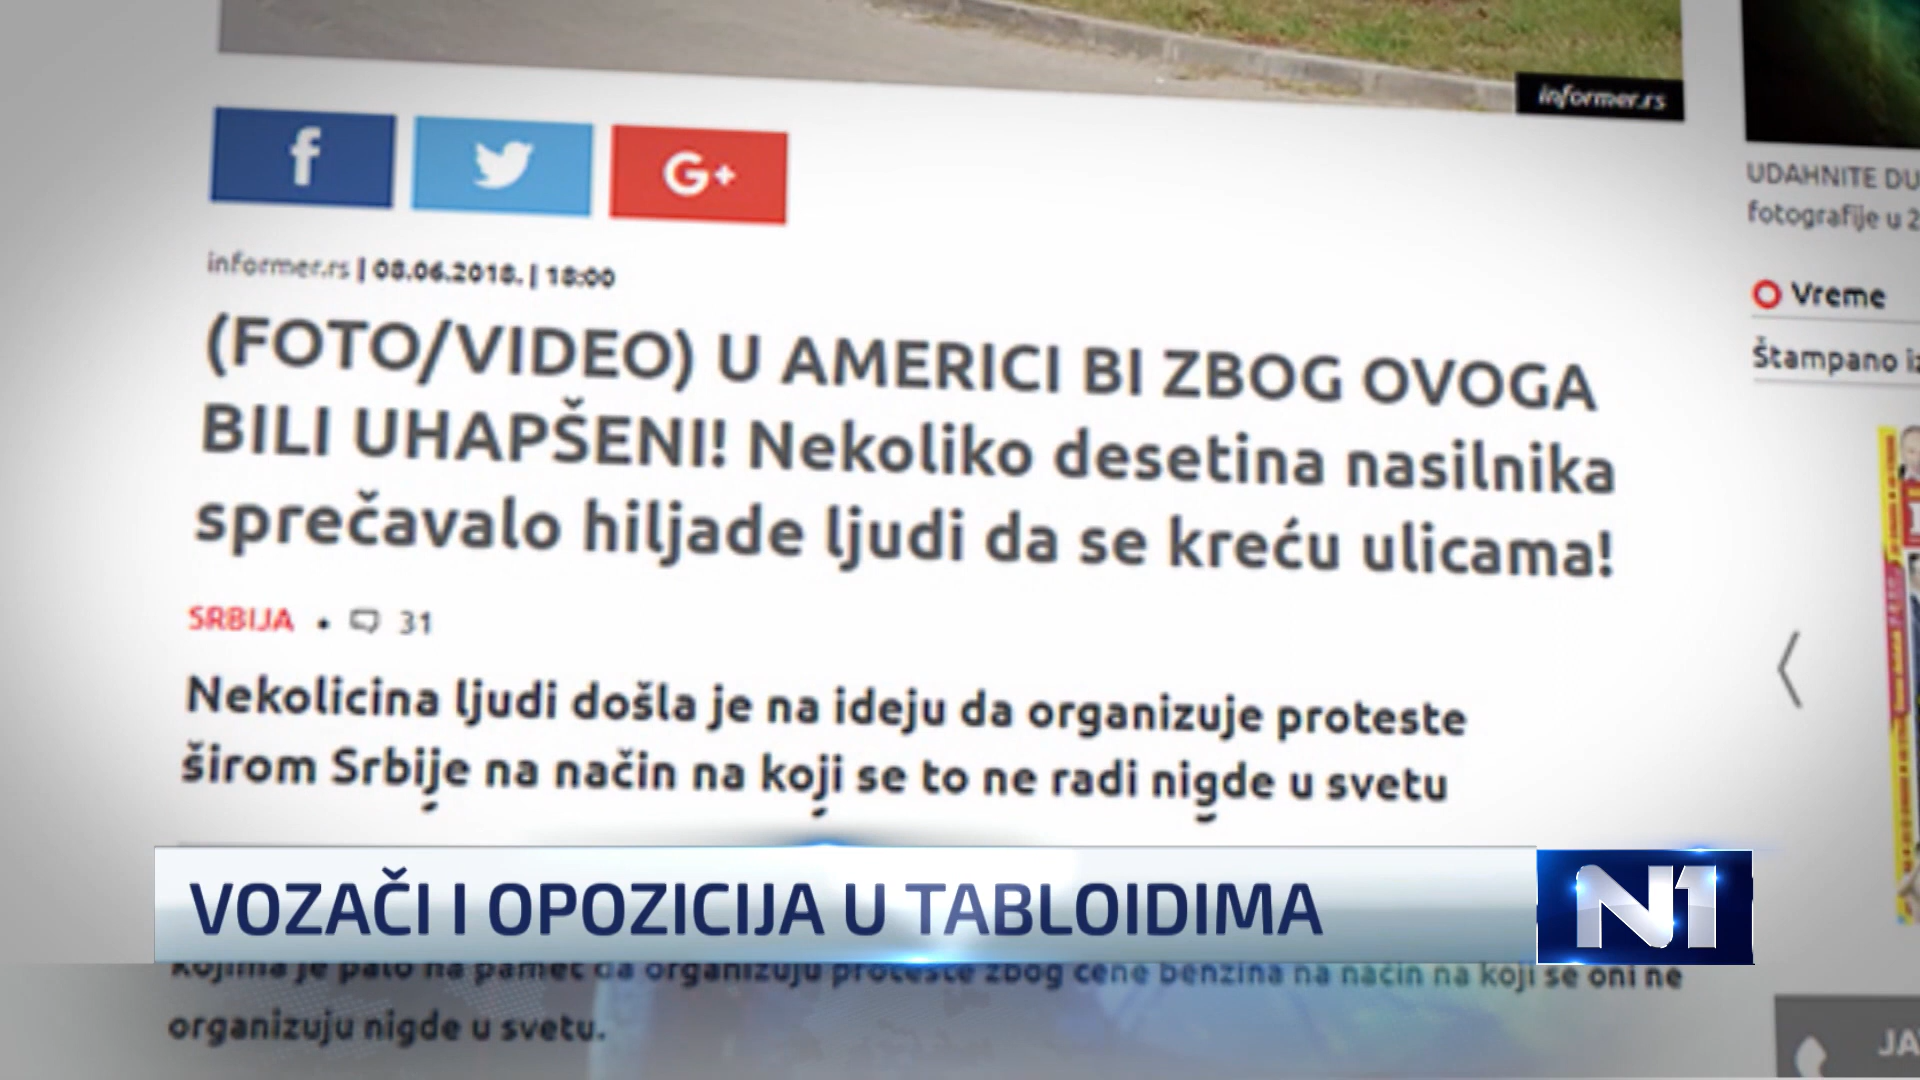 informer.rs
f
G+
UDAHNITE DU
fotografije u 2
informer.rs | 08.06.2018. | 18:00
Vreme
(FOTO/VIDEO) U AMERICI BI ZBOG OVOGA
BILI UHAPŠENI! Nekoliko desetina nasilnika
sprečavalo hiljade ljudi da se kreću ulicama!
Štampano iz
SRBIJA • 31
Nekolicina ljudi došla je na ideju da organizuje proteste
širom Srbije na način na koji se to ne radi nigde u svetu
VOZAČI I OPOZICIJA U TABLOIDIMA
N1
kojima je palo na pamet da organizuju proteste zbog cene benzina na način na koji se oni ne
organizuju nigde u svetu.
JA